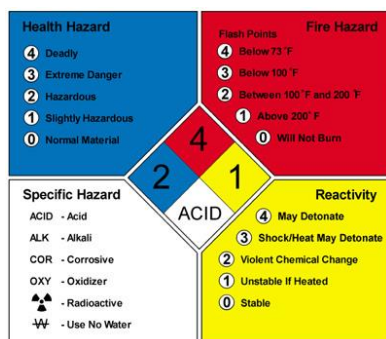 Health Hazard
4 Deadly
3 Extreme Danger
2 Hazardous
1 Slightly Hazardous
0 Normal Material
Fire Hazard
Flash Points
4 Below 73 °F
3 Below 100 °F
2 Between 100°F and 200 °F
1 Above 200° F
0 Will Not Burn
4
2
1
ACID
Specific Hazard
ACID - Acid
ALK - Alkali
COR - Corrosive
OXY - Oxidizer
- Radioactive
W - Use No Water
Reactivity
4 May Detonate
3 Shock/Heat May Detonate
2 Violent Chemical Change
1 Unstable If Heated
0 Stable